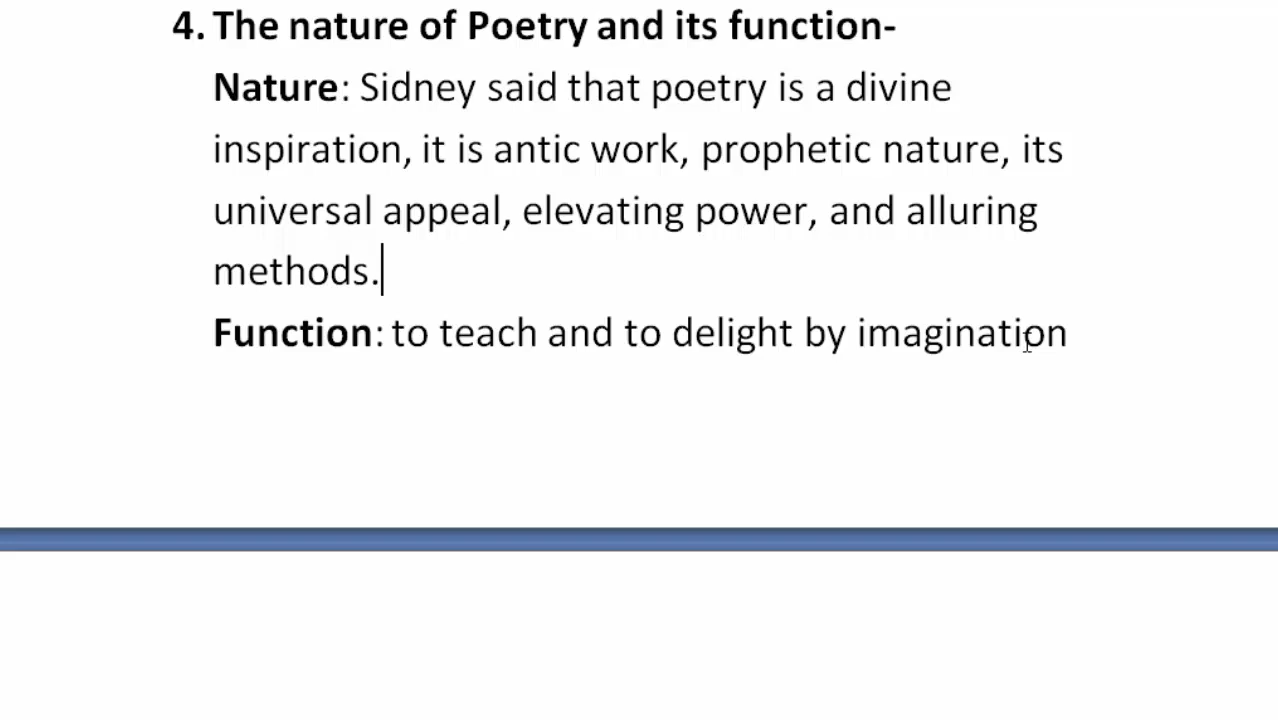 4. The nature of Poetry and its function-
Nature: Sidney said that poetry is a divine
inspiration, it is antic work, prophetic nature, its
universal appeal, elevating power, and alluring
methods.
Function: to teach and to delight by imagination